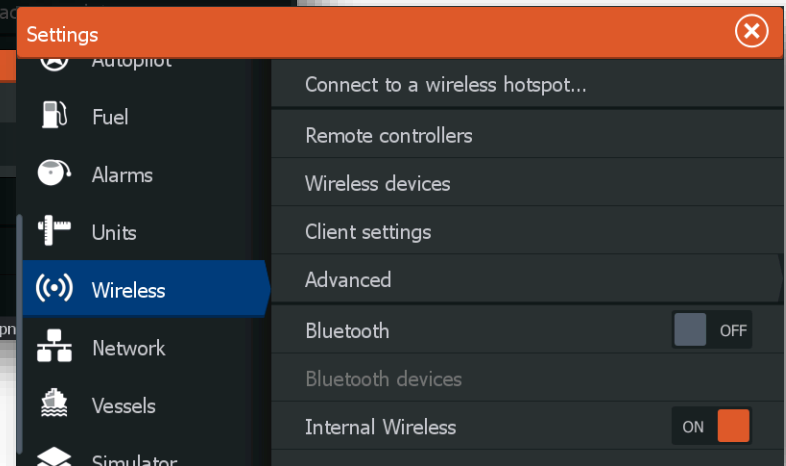 Settings
Autopilot
Fuel
Alarms
Units
Wireless
Network
Vessels
Simulator
Connect to a wireless hotspot...
Remote controllers
Wireless devices
Client settings
Advanced
Bluetooth OFF
Bluetooth devices
Internal Wireless ON